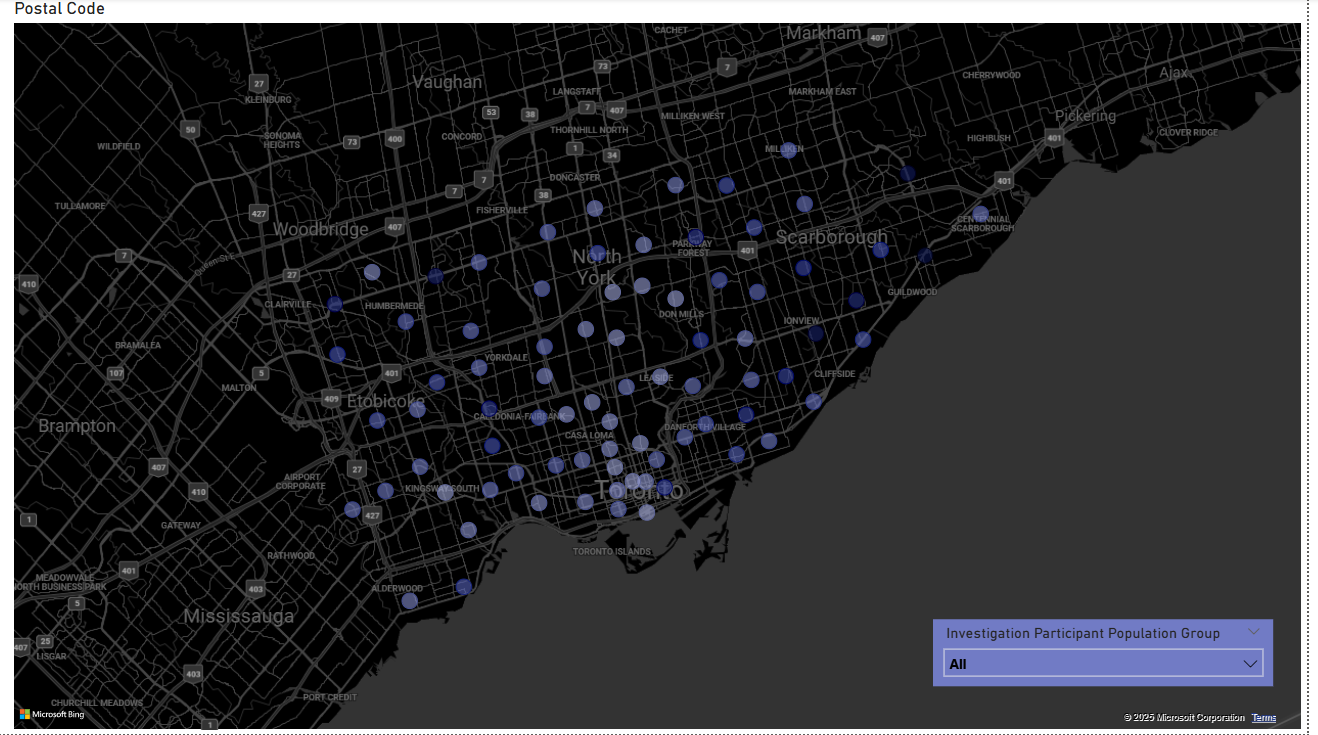 Postal Code
CACHET
Markham
407
73
7
Vaughan
27
KLEINBURG
LANGSTAFF
CHERRYWOOD
Ajax
MARKHAM EAST
53
38
7
407
MILLIKEN WEST
Pickering
50
SONOMA
HEIGHTS
73
400
CONCORD
THORNHILL NORTH
HIGHBUSH
401
CLOVER RIDGE
WILDFIELD
1
34
MILLIKEN
7
7
DONCASTER
401
38
TULLAMORE
427
FISHERVILLE
CENTENNIAL
SCARBOROUGH
Woodbridge
407
Scarborough
PARKWAY
FOREST
401
7
Queen St E
North
York
27
410
CLAIRVILLE
HUMBERMEDE
GUILDWOOD
DON MILLS
IONVIEW
BRAMALEA
YORKDALE
107
5
401
MALTON
LEASIDE
CLIFFSIDE
409
Etobicoke
CALEDONIA-FAIRBANK
Brampton
CASA LOMA
DANFORTH VILLAGE
407
27
AIRPORT
CORPORATE
410
KINGSWAY SOUTH
Toronto
1
427
GATEWAY
RATHWOOD
TORONTO ISLANDS
401
MEADOWVALE
NORTH BUSINESS PARK
403
ALDERWOOD
5
Mississauga
25
407
LISGAR
403
PORT CREDIT
CHURCHILL MEADOWS
1
Investigation Participant Population Group
All
Microsoft Bing
© 2025 Microsoft Corporation Terms